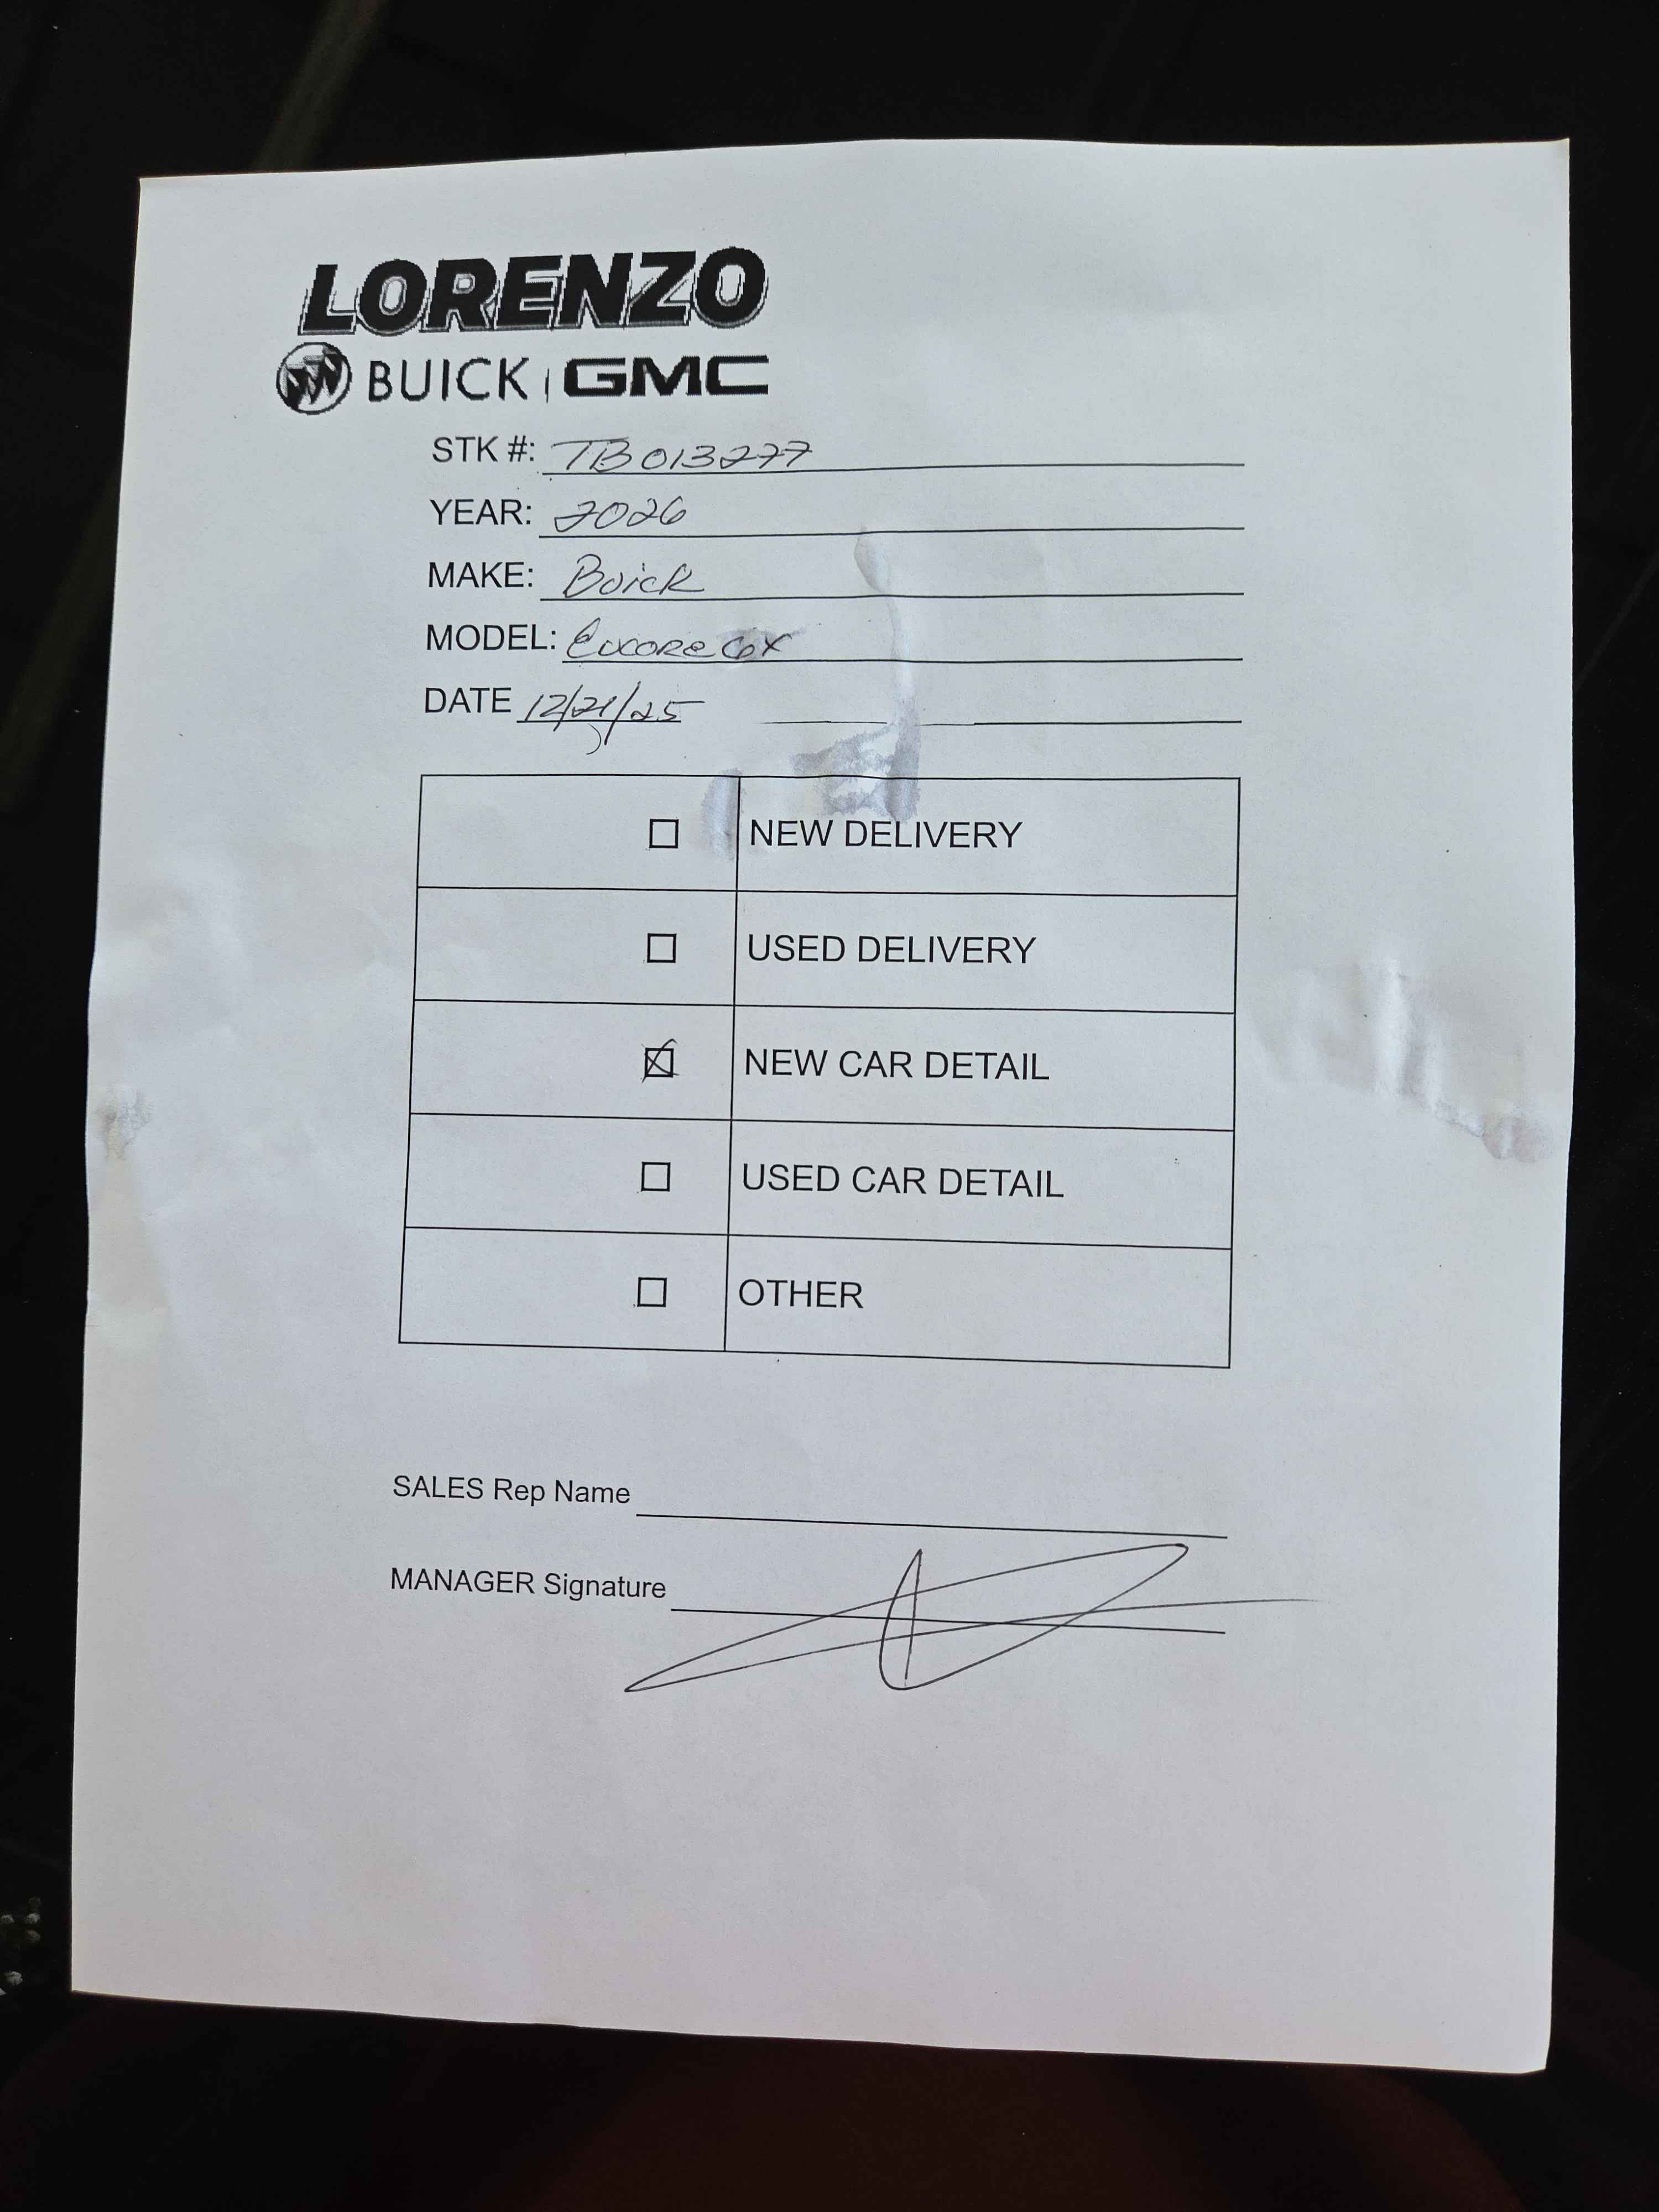 LORENZO
BUICK | GMC
STK #: TB013277
YEAR: 2026
MAKE: Buick
MODEL: Encore GX
DATE 12/21/25
NEW DELIVERY
USED DELIVERY
☒ NEW CAR DETAIL
USED CAR DETAIL
OTHER
SALES Rep Name
MANAGER Signature